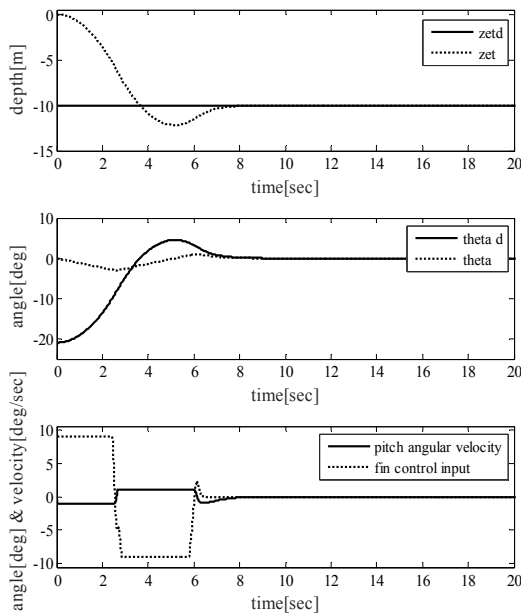 0
-5
-10
-15
depth[m]
zetd
zet
0 2 4 6 8 10 12 14 16 18 20
time[sec]
10
0
-10
-20
angle[deg]
theta d
theta
0 2 4 6 8 10 12 14 16 18 20
time[sec]
10
5
0
-5
-10
angle[deg] & velocity[deg/sec]
pitch angular velocity
fin control input
0 2 4 6 8 10 12 14 16 18 20
time[sec]